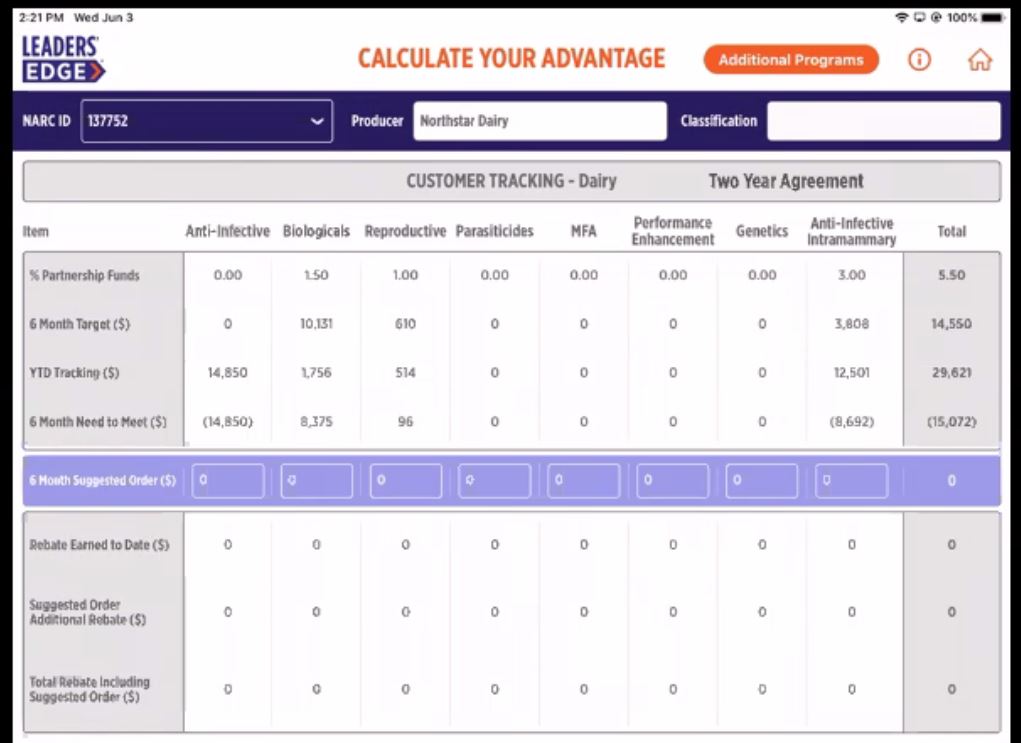 2:21 PM Wed Jun 3 100%
LEADERS'
EDGE
CALCULATE YOUR ADVANTAGE
Additional Programs
NARC ID 137752 Producer Northstar Dairy Classification
CUSTOMER TRACKING - Dairy Two Year Agreement
Item Anti-Infective Biologicals Reproductive Parasiticides MFA Performance Enhancement Genetics Anti-Infective Intramammary Total
% Partnership Funds 0.00 1.50 1.00 0.00 0.00 0.00 0.00 3.00 5.50
6 Month Target ($) 0 10,131 610 0 0 0 0 3,808 14,550
YTD Tracking ($) 14,850 1,756 514 0 0 0 0 12,501 29,621
6 Month Need to Meet ($) (14,850) 8,375 96 0 0 0 0 (8,692) (15,072)
6 Month Suggested Order ($) 0 0 0 0 0 0 0 0 0
Rebate Earned to Date ($) 0 0 0 0 0 0 0 0 0
Suggested Order
Additional Rebate ($) 0 0 0 0 0 0 0 0 0
Total Rebate Including
Suggested Order ($) 0 0 0 0 0 0 0 0 0